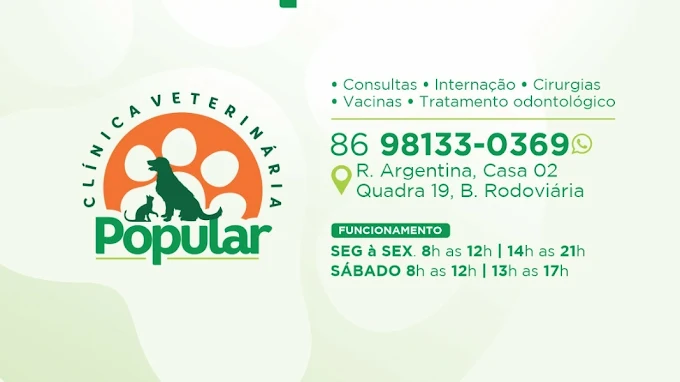 CLÍNICA VETERINÁRIA
Popular
• Consultas • Internação • Cirurgias
• Vacinas • Tratamento odontológico
86 98133-0369
R. Argentina, Casa 02
Quadra 19, B. Rodoviária
FUNCIONAMENTO
SEG à SEX. 8h as 12h | 14h as 21h
SÁBADO 8h as 12h | 13h as 17h